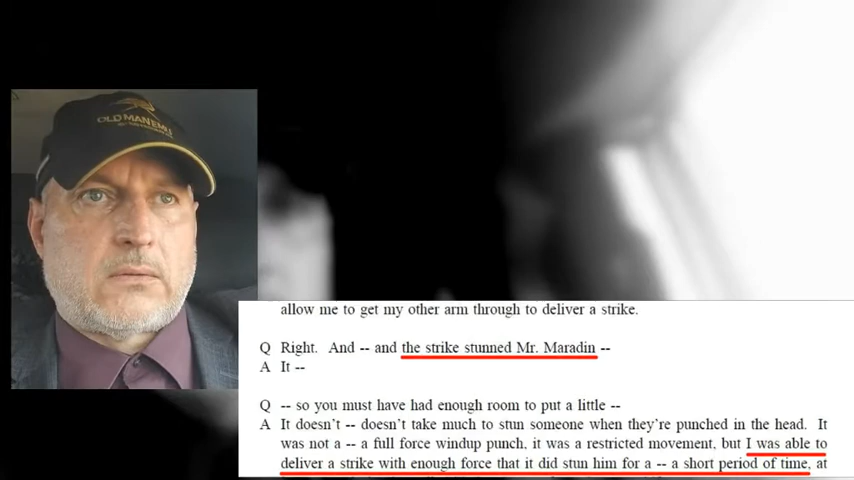 OLD MAN EMU
allow me to get my other arm through to deliver a strike.
Q Right. And -- and the strike stunned Mr. Maradin --
A It --
Q -- so you must have had enough room to put a little --
A It doesn't -- doesn't take much to stun someone when they're punched in the head. It
was not a -- a full force windup punch, it was a restricted movement, but I was able to
deliver a strike with enough force that it did stun him for a -- a short period of time, at